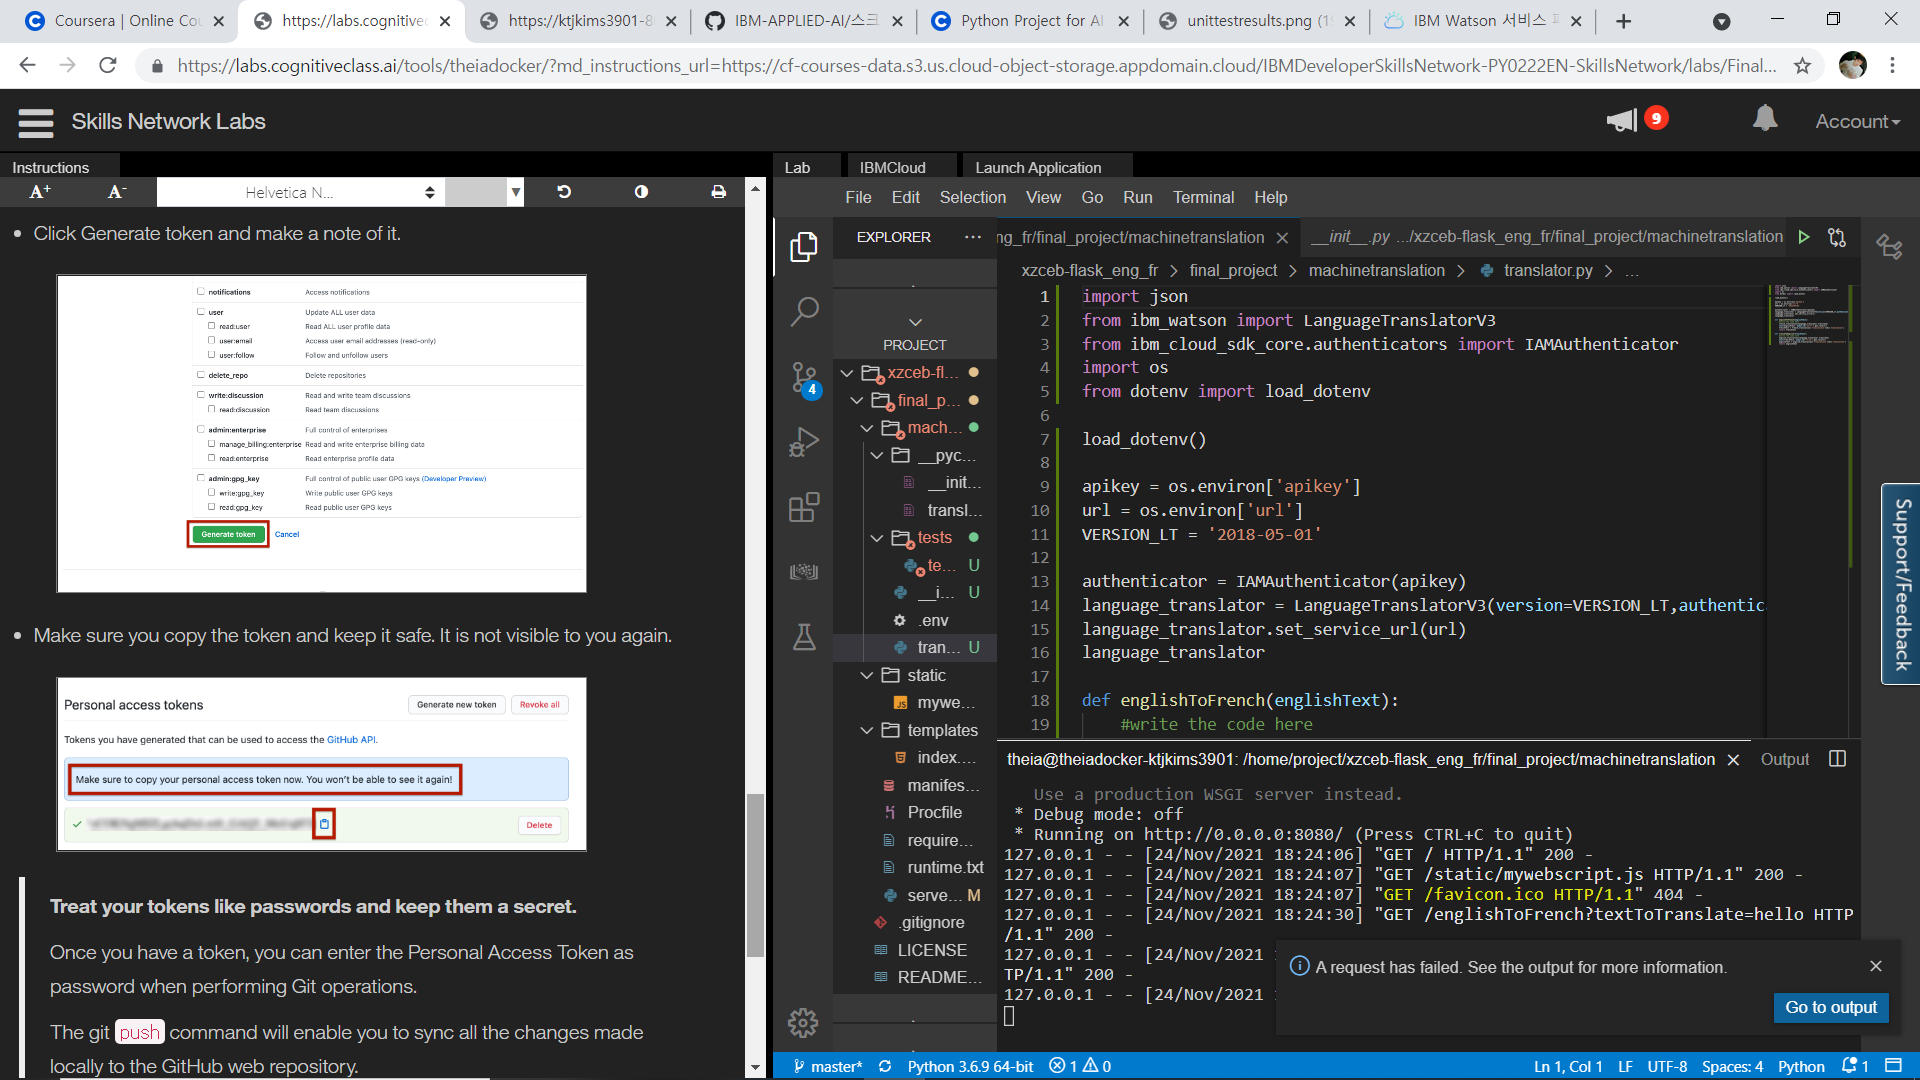 Coursera | Online Cou
https://labs.cognitivec
https://ktjkims3901-8
IBM-APPLIED-AI/스크
Python Project for AI
unittestresults.png (19
IBM Watson 서비스
https://labs.cognitiveclass.ai/tools/theiadocker/?md_instructions_url=https://cf-courses-data.s3.us.cloud-object-storage.appdomain.cloud/IBMDeveloperSkillsNetwork-PY0222EN-SkillsNetwork/labs/Final...
Skills Network Labs
9
Account
Instructions
A+ A- Helvetica N...
Click Generate token and make a note of it.
notifications Access notifications
user Update ALL user data
read:user Read ALL user profile data
user:email Access user email addresses (read-only)
user:follow Follow and unfollow users
delete_repo Delete repositories
write:discussion Read and write team discussions
read:discussion Read team discussions
admin:enterprise Full control of enterprises
manage_billing:enterprise Read and write enterprise billing data
read:enterprise Read enterprise profile data
admin:gpg_key Full control of public user GPG keys (Developer Preview)
write:gpg_key Write public user GPG keys
read:gpg_key Read public user GPG keys
Generate token Cancel
Make sure you copy the token and keep it safe. It is not visible to you again.
Personal access tokens Generate new token Revoke all
Tokens you have generated that can be used to access the GitHub API.
Make sure to copy your personal access token now. You won't be able to see it again!
Delete
Treat your tokens like passwords and keep them a secret.
Once you have a token, you can enter the Personal Access Token as
password when performing Git operations.
The git push command will enable you to sync all the changes made
locally to the GitHub web repository.
Lab IBMCloud Launch Application
File Edit Selection View Go Run Terminal Help
EXPLORER ...
PROJECT
xzceb-fl...
final_p...
mach...
__pyc...
__init...
transl...
tests
te... U
__i... U
.env
tran... U
static
mywe...
templates
index....
manifes...
Procfile
require...
runtime.txt
serve... M
.gitignore
LICENSE
README...
4
ng_fr/final_project/machinetranslation
__init__.py .../xzceb-flask_eng_fr/final_project/machinetranslation
xzceb-flask_eng_fr > final_project > machinetranslation > translator.py > ...
1 import json
2 from ibm_watson import LanguageTranslatorV3
3 from ibm_cloud_sdk_core.authenticators import IAMAuthenticator
4 import os
5 from dotenv import load_dotenv
6
7 load_dotenv()
8
9 apikey = os.environ['apikey']
10 url = os.environ['url']
11 VERSION_LT = '2018-05-01'
12
13 authenticator = IAMAuthenticator(apikey)
14 language_translator = LanguageTranslatorV3(version=VERSION_LT,authentic
15 language_translator.set_service_url(url)
16 language_translator
17
18 def englishToFrench(englishText):
19 #write the code here
theia@theiadocker-ktjkims3901: /home/project/xzceb-flask_eng_fr/final_project/machinetranslation Output
Use a production WSGI server instead.
* Debug mode: off
* Running on http://0.0.0.0:8080/ (Press CTRL+C to quit)
127.0.0.1 - - [24/Nov/2021 18:24:06] "GET / HTTP/1.1" 200 -
127.0.0.1 - - [24/Nov/2021 18:24:07] "GET /static/mywebscript.js HTTP/1.1" 200 -
127.0.0.1 - - [24/Nov/2021 18:24:07] "GET /favicon.ico HTTP/1.1" 404 -
127.0.0.1 - - [24/Nov/2021 18:24:30] "GET /englishToFrench?textToTranslate=hello HTTP
/1.1" 200 -
127.0.0.1 - - [24/Nov/2021
TP/1.1" 200 -
127.0.0.1 - - [24/Nov/2021
A request has failed. See the output for more information.
Go to output
Support/Feedback
master* Python 3.6.9 64-bit 1 0 Ln 1, Col 1 LF UTF-8 Spaces: 4 Python 1